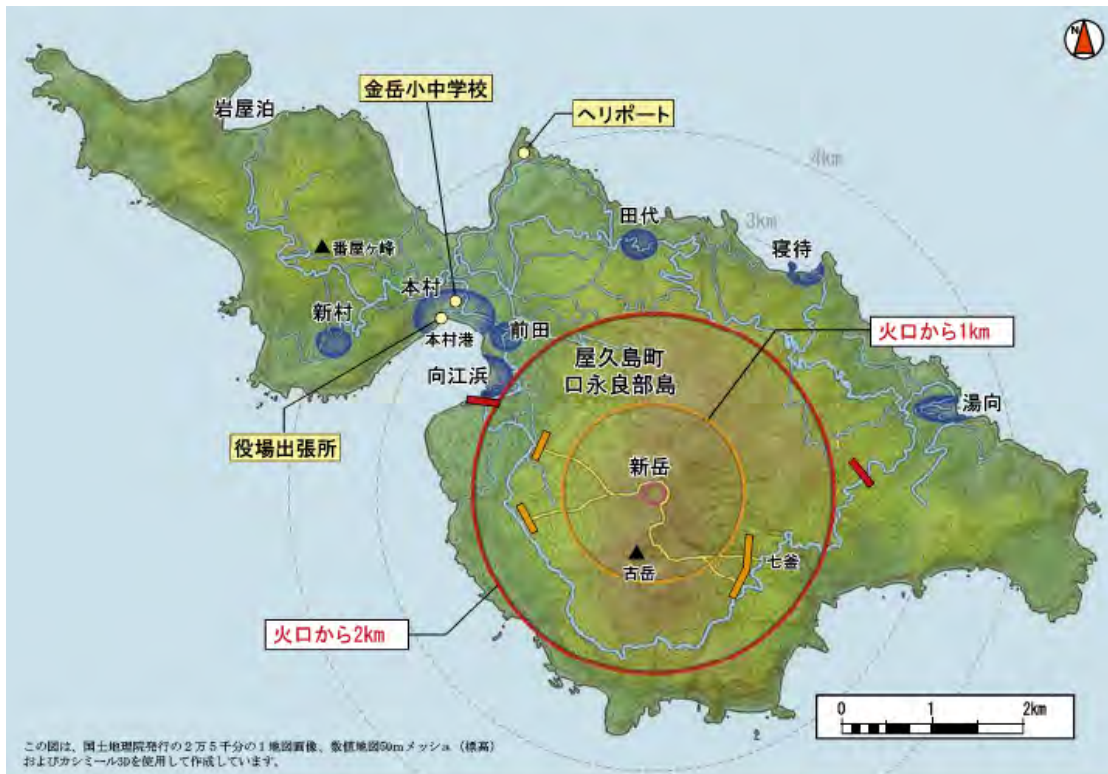 N
金岳小中学校
岩屋泊
ヘリポート
4km
田代
3km
寝待
番屋ヶ峰
本村
新村
前田
火口から1km
本村港
屋久島町
口永良部島
向江浜
湯向
役場出張所
新岳
七釜
古岳
火口から2km
0 1 2km
この図は、国土地理院発行の2万5千分の1地図画像、数値地図50mメッシュ（標高）
およびカシミール3Dを使用して作成しています。